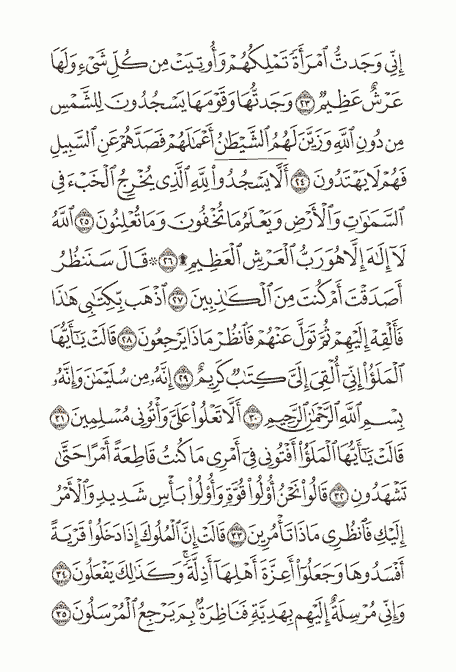 إِنِّي وَجَدتُّ ٱمْرَأَةً تَمْلِكُهُمْ وَأُوتِيَتْ مِن كُلِّ شَيْءٍ وَلَهَا
عَرْشٌ عَظِيمٌ ٢٣ وَجَدتُّهَا وَقَوْمَهَا يَسْجُدُونَ لِلشَّمْسِ
مِن دُونِ ٱللَّهِ وَزَيَّنَ لَهُمُ ٱلشَّيْطَٰنُ أَعْمَٰلَهُمْ فَصَدَّهُمْ عَنِ ٱلسَّبِيلِ
فَهُمْ لَا يَهْتَدُونَ ٢٤ أَلَّا يَسْجُدُوا۟ لِلَّهِ ٱلَّذِي يُخْرِجُ ٱلْخَبْءَ فِي
ٱلسَّمَٰوَٰتِ وَٱلْأَرْضِ وَيَعْلَمُ مَا تُخْفُونَ وَمَا تُعْلِنُونَ ٢٥ ٱللَّهُ
لَآ إِلَٰهَ إِلَّا هُوَ رَبُّ ٱلْعَرْشِ ٱلْعَظِيمِ ۩ ٢٦ ۞ قَالَ سَنَنظُرُ
أَصَدَقْتَ أَمْ كُنتَ مِنَ ٱلْكَٰذِبِينَ ٢٧ ٱذْهَب بِّكِتَٰبِي هَٰذَا
فَأَلْقِهْ إِلَيْهِمْ ثُمَّ تَوَلَّ عَنْهُمْ فَٱنظُرْ مَاذَا يَرْجِعُونَ ٢٨ قَالَتْ يَٰٓأَيُّهَا
ٱلْمَلَؤُا۟ إِنِّيٓ أُلْقِيَ إِلَيَّ كِتَٰبٌ كَرِيمٌ ٢٩ إِنَّهُۥ مِن سُلَيْمَٰنَ وَإِنَّهُۥ
بِسْمِ ٱللَّهِ ٱلرَّحْمَٰنِ ٱلرَّحِيمِ ٣٠ أَلَّا تَعْلُوا۟ عَلَيَّ وَأْتُونِي مُسْلِمِينَ ٣١
قَالَتْ يَٰٓأَيُّهَا ٱلْمَلَؤُا۟ أَفْتُونِي فِيٓ أَمْرِي مَا كُنتُ قَاطِعَةً أَمْرًا حَتَّىٰ
تَشْهَدُونِ ٣٢ قَالُوا۟ نَحْنُ أُو۟لُوا۟ قُوَّةٍ وَأُو۟لُوا۟ بَأْسٍ شَدِيدٍ وَٱلْأَمْرُ
إِلَيْكِ فَٱنظُرِي مَاذَا تَأْمُرِينَ ٣٣ قَالَتْ إِنَّ ٱلْمُلُوكَ إِذَا دَخَلُوا۟ قَرْيَةً
أَفْسَدُوهَا وَجَعَلُوٓا۟ أَعِزَّةَ أَهْلِهَآ أَذِلَّةً ۖ وَكَذَٰلِكَ يَفْعَلُونَ ٣٤
وَإِنِّي مُرْسِلَةٌ إِلَيْهِم بِهَدِيَّةٍ فَنَاظِرَةٌۢ بِمَ يَرْجِعُ ٱلْمُرْسَلُونَ ٣٥